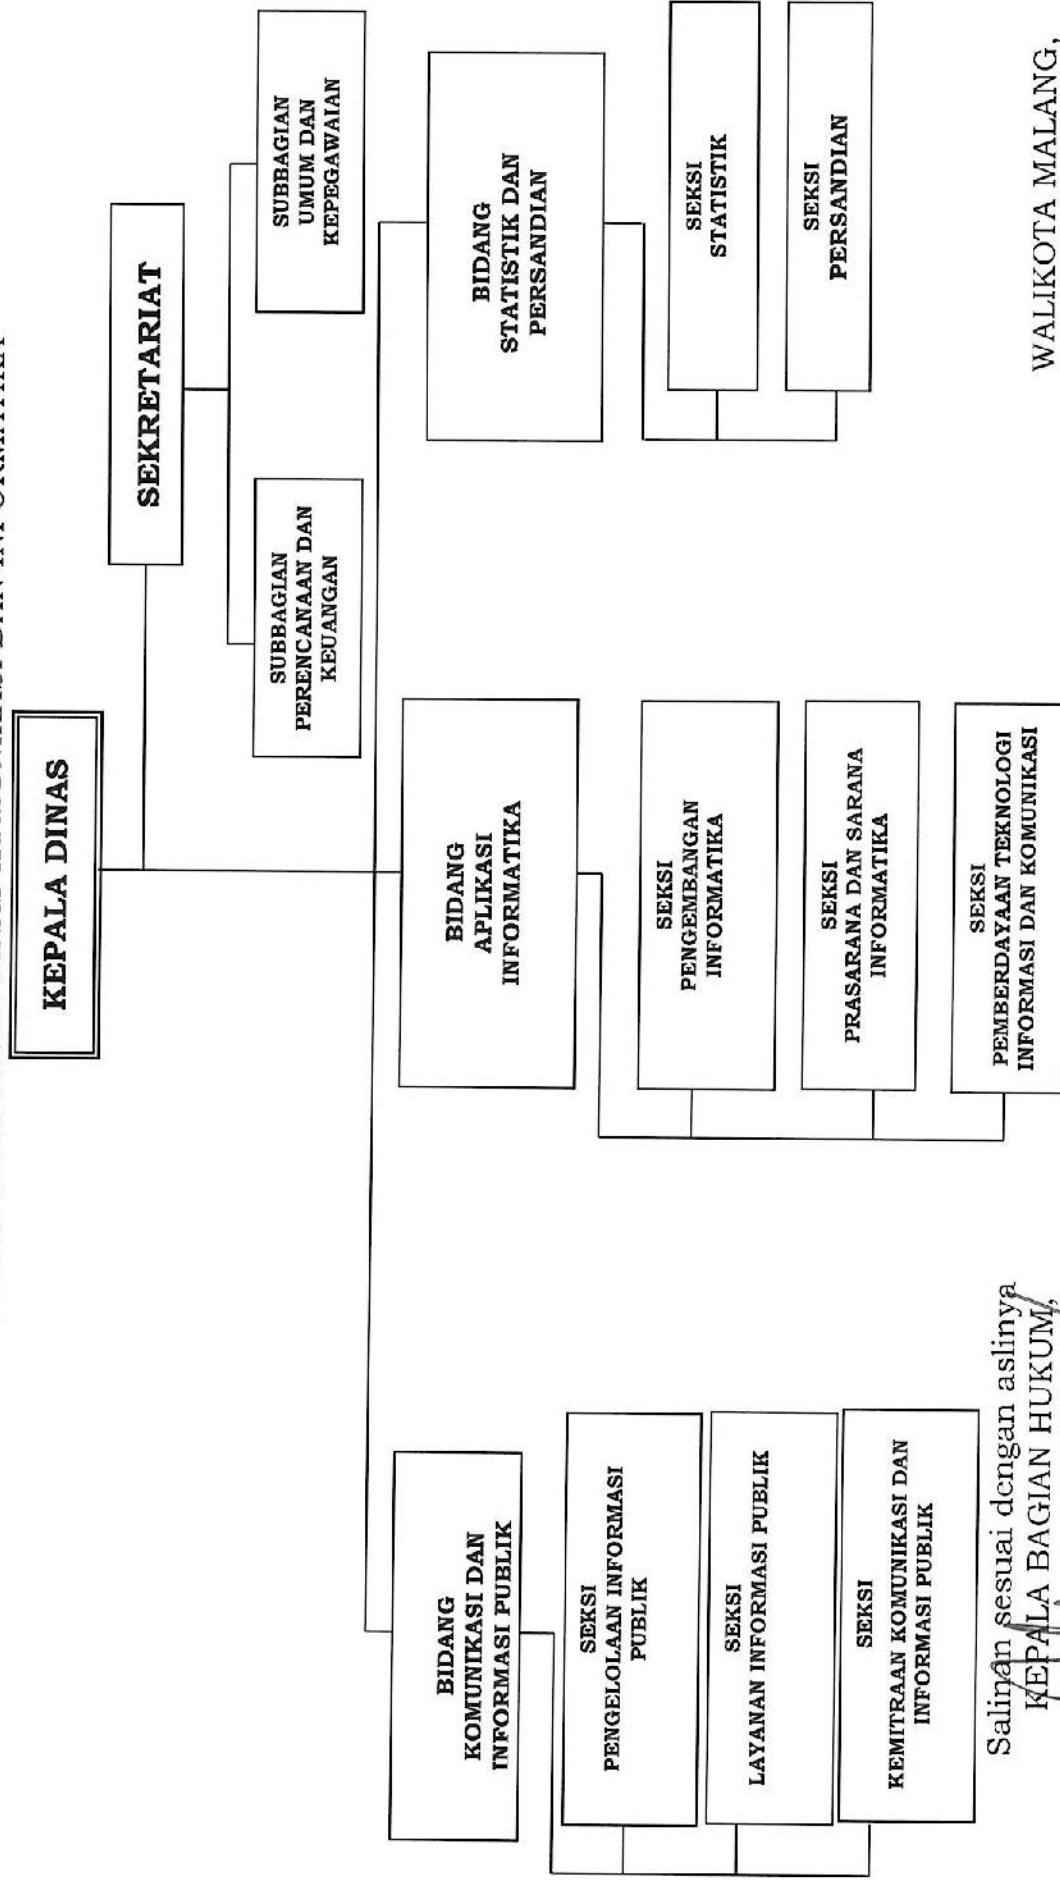 KEPALA DINAS
SEKRETARIAT
SUBBAGIAN
PERENCANAAN DAN
KEUANGAN
SUBBAGIAN
UMUM DAN
KEPEGAWAIAN
BIDANG
KOMUNIKASI DAN
INFORMASI PUBLIK
SEKSI
PENGELOLAAN INFORMASI
PUBLIK
SEKSI
LAYANAN INFORMASI PUBLIK
SEKSI
KEMITRAAN KOMUNIKASI DAN
INFORMASI PUBLIK
BIDANG
APLIKASI
INFORMATIKA
SEKSI
PENGEMBANGAN
INFORMATIKA
SEKSI
PRASARANA DAN SARANA
INFORMATIKA
SEKSI
PEMBERDAYAAN TEKNOLOGI
INFORMASI DAN KOMUNIKASI
BIDANG
STATISTIK DAN
PERSANDIAN
SEKSI
STATISTIK
SEKSI
PERSANDIAN
Salinan sesuai dengan aslinya
KEPALA BAGIAN HUKUM,
WALIKOTA MALANG,